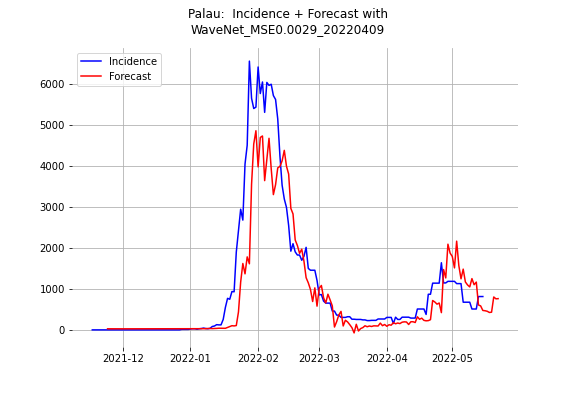 Palau:  Incidence + Forecast with
WaveNet_MSE0.0029_20220409
Incidence
Forecast
6000
5000
4000
3000
2000
1000
0
2021-12 2022-01 2022-02 2022-03 2022-04 2022-05